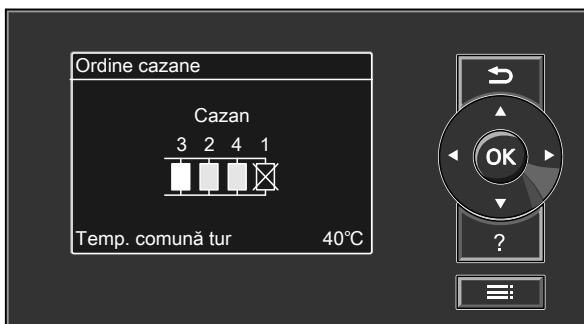 Ordine cazane
Cazan
3 2 4 1
Temp. comună tur 40°C
OK
?